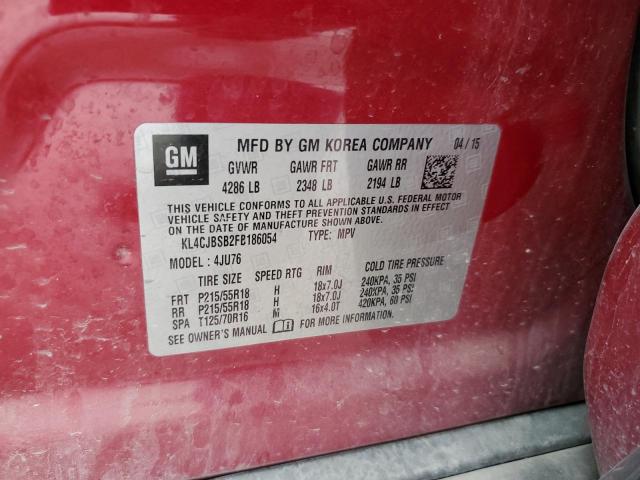 GM MFD BY GM KOREA COMPANY 04/15
GVWR GAWR FRT GAWR RR
4286 LB 2348 LB 2194 LB
THIS VEHICLE CONFORMS TO ALL APPLICABLE U.S. FEDERAL MOTOR
VEHICLE SAFETY AND THEFT PREVENTION STANDARDS IN EFFECT
ON THE DATE OF MANUFACTURE SHOWN ABOVE.
KL4CJBSB2FB186054 TYPE: MPV
MODEL: 4JU76
TIRE SIZE SPEED RTG RIM COLD TIRE PRESSURE
FRT P215/55R18 H 18x7.0J 240KPA, 35 PSI
RR P215/55R18 H 18x7.0J 240KPA, 35 PSI
SPA T125/70R16 M 16x4.0T 420KPA, 60 PSI
SEE OWNER'S MANUAL FOR MORE INFORMATION.